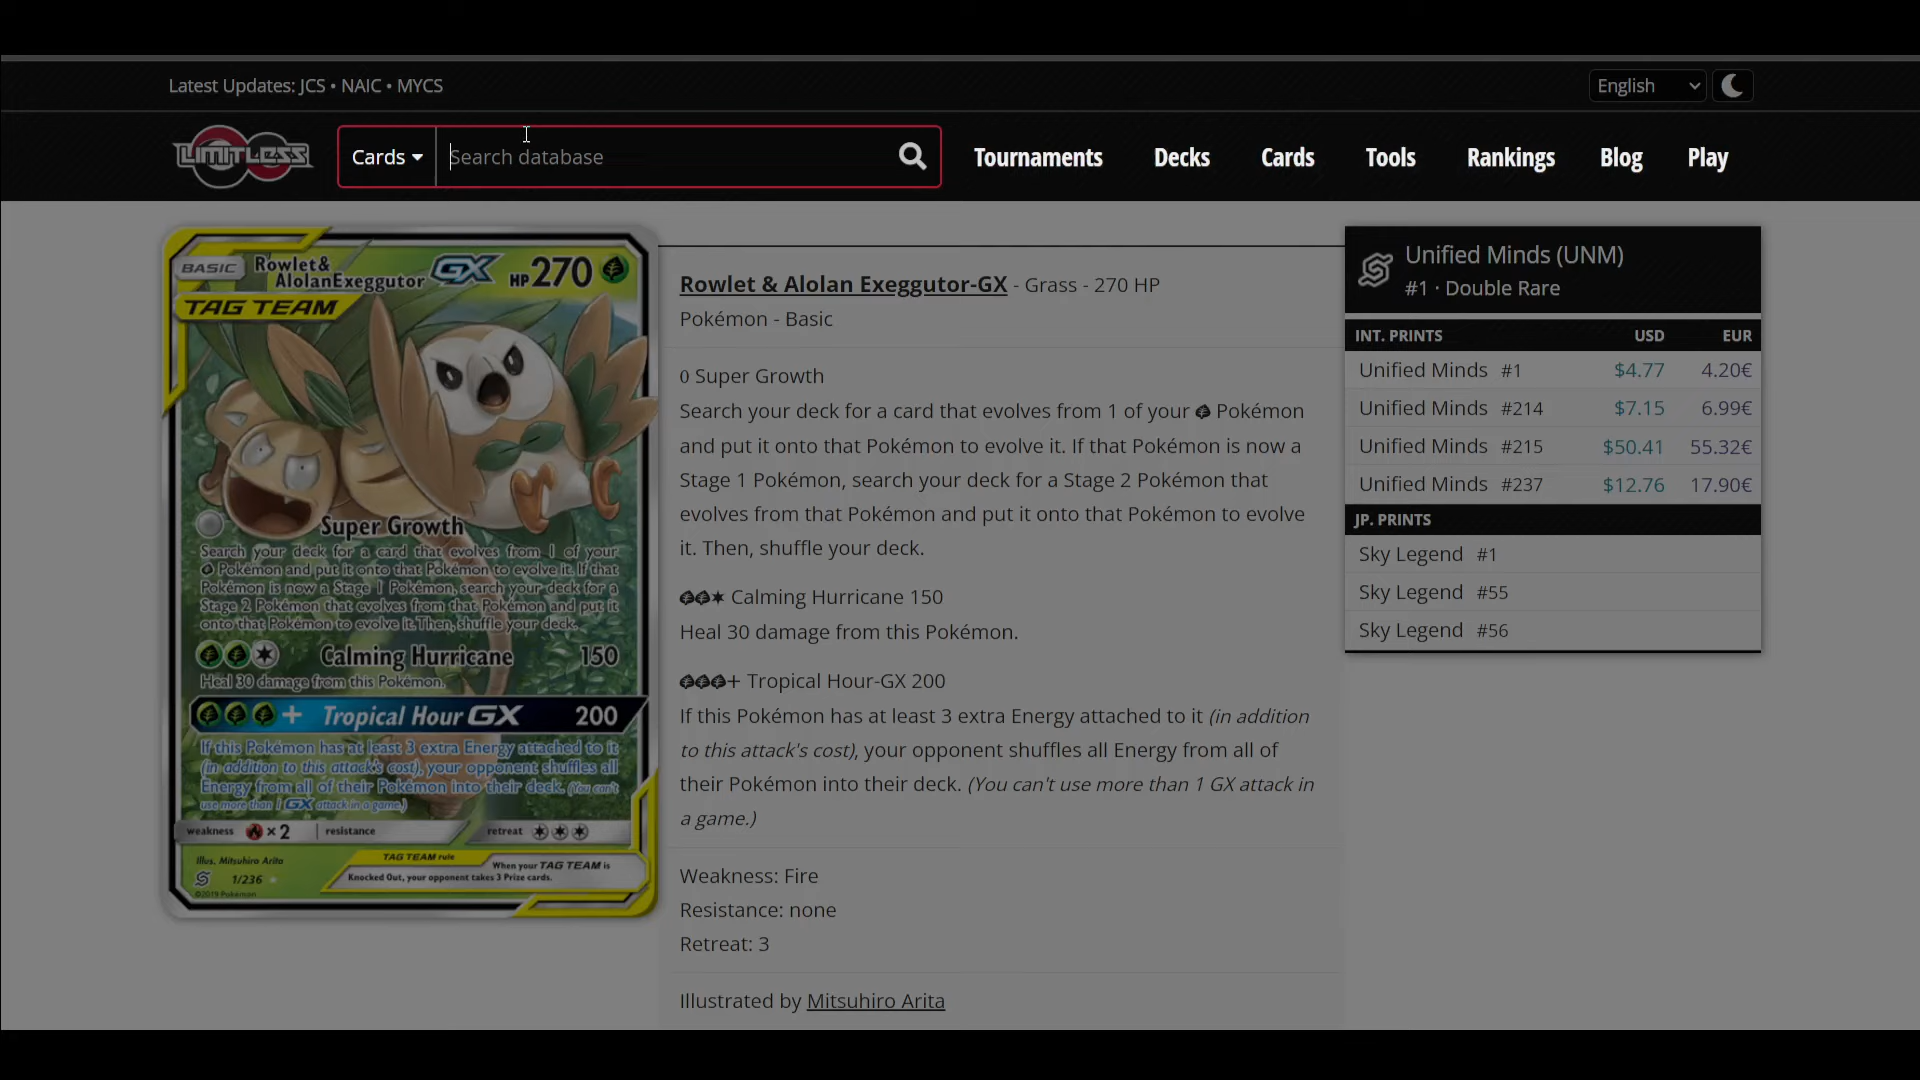 Latest Updates: JCS • NAIC • MYCS
English
LIMITLESS
Cards
Search database
Tournaments
Decks
Cards
Tools
Rankings
Blog
Play
BASIC
Rowlet &
Alolan Exeggutor GX
HP 270
TAG TEAM
Super Growth
Search your deck for a card that evolves from 1 of your
Pokémon and put it onto that Pokémon to evolve it. If that
Pokémon is now a Stage 1 Pokémon, search your deck for a
Stage 2 Pokémon that evolves from that Pokémon and put it
onto that Pokémon to evolve it. Then, shuffle your deck.
Calming Hurricane 150
Heal 30 damage from this Pokémon.
+ Tropical Hour GX 200
If this Pokémon has at least 3 extra Energy attached to it
(in addition to this attack's cost), your opponent shuffles all
Energy from all of their Pokémon into their deck. (You can't
use more than 1 GX attack in a game.)
weakness ×2 resistance retreat
Illus. Mitsuhiro Arita
1/236
©2019 Pokémon
TAG TEAM rule
When your TAG TEAM is
Knocked Out, your opponent takes 3 Prize cards.
Rowlet & Alolan Exeggutor-GX - Grass - 270 HP
Pokémon - Basic
0 Super Growth
Search your deck for a card that evolves from 1 of your Pokémon
and put it onto that Pokémon to evolve it. If that Pokémon is now a
Stage 1 Pokémon, search your deck for a Stage 2 Pokémon that
evolves from that Pokémon and put it onto that Pokémon to evolve
it. Then, shuffle your deck.
Calming Hurricane 150
Heal 30 damage from this Pokémon.
+ Tropical Hour-GX 200
If this Pokémon has at least 3 extra Energy attached to it (in addition
to this attack's cost), your opponent shuffles all Energy from all of
their Pokémon into their deck. (You can't use more than 1 GX attack in
a game.)
Weakness: Fire
Resistance: none
Retreat: 3
Illustrated by Mitsuhiro Arita
Unified Minds (UNM)
#1 · Double Rare
INT. PRINTS USD EUR
Unified Minds #1 $4.77 4.20€
Unified Minds #214 $7.15 6.99€
Unified Minds #215 $50.41 55.32€
Unified Minds #237 $12.76 17.90€
JP. PRINTS
Sky Legend #1
Sky Legend #55
Sky Legend #56